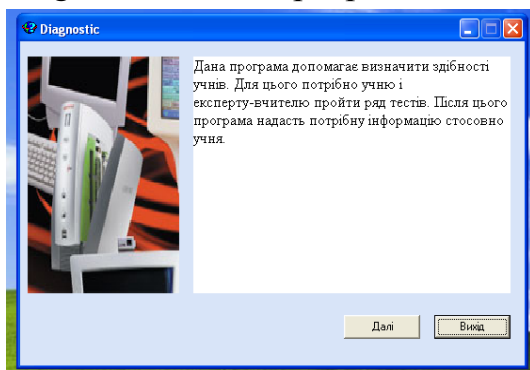 Diagnostic
Дана програма допомагає визначити здібності
учнів. Для цього потрібно учню і
експерту-вчителю пройти ряд тестів. Після цього
програма надасть потрібну інформацію стосовно
учня.
Далі
Вихід